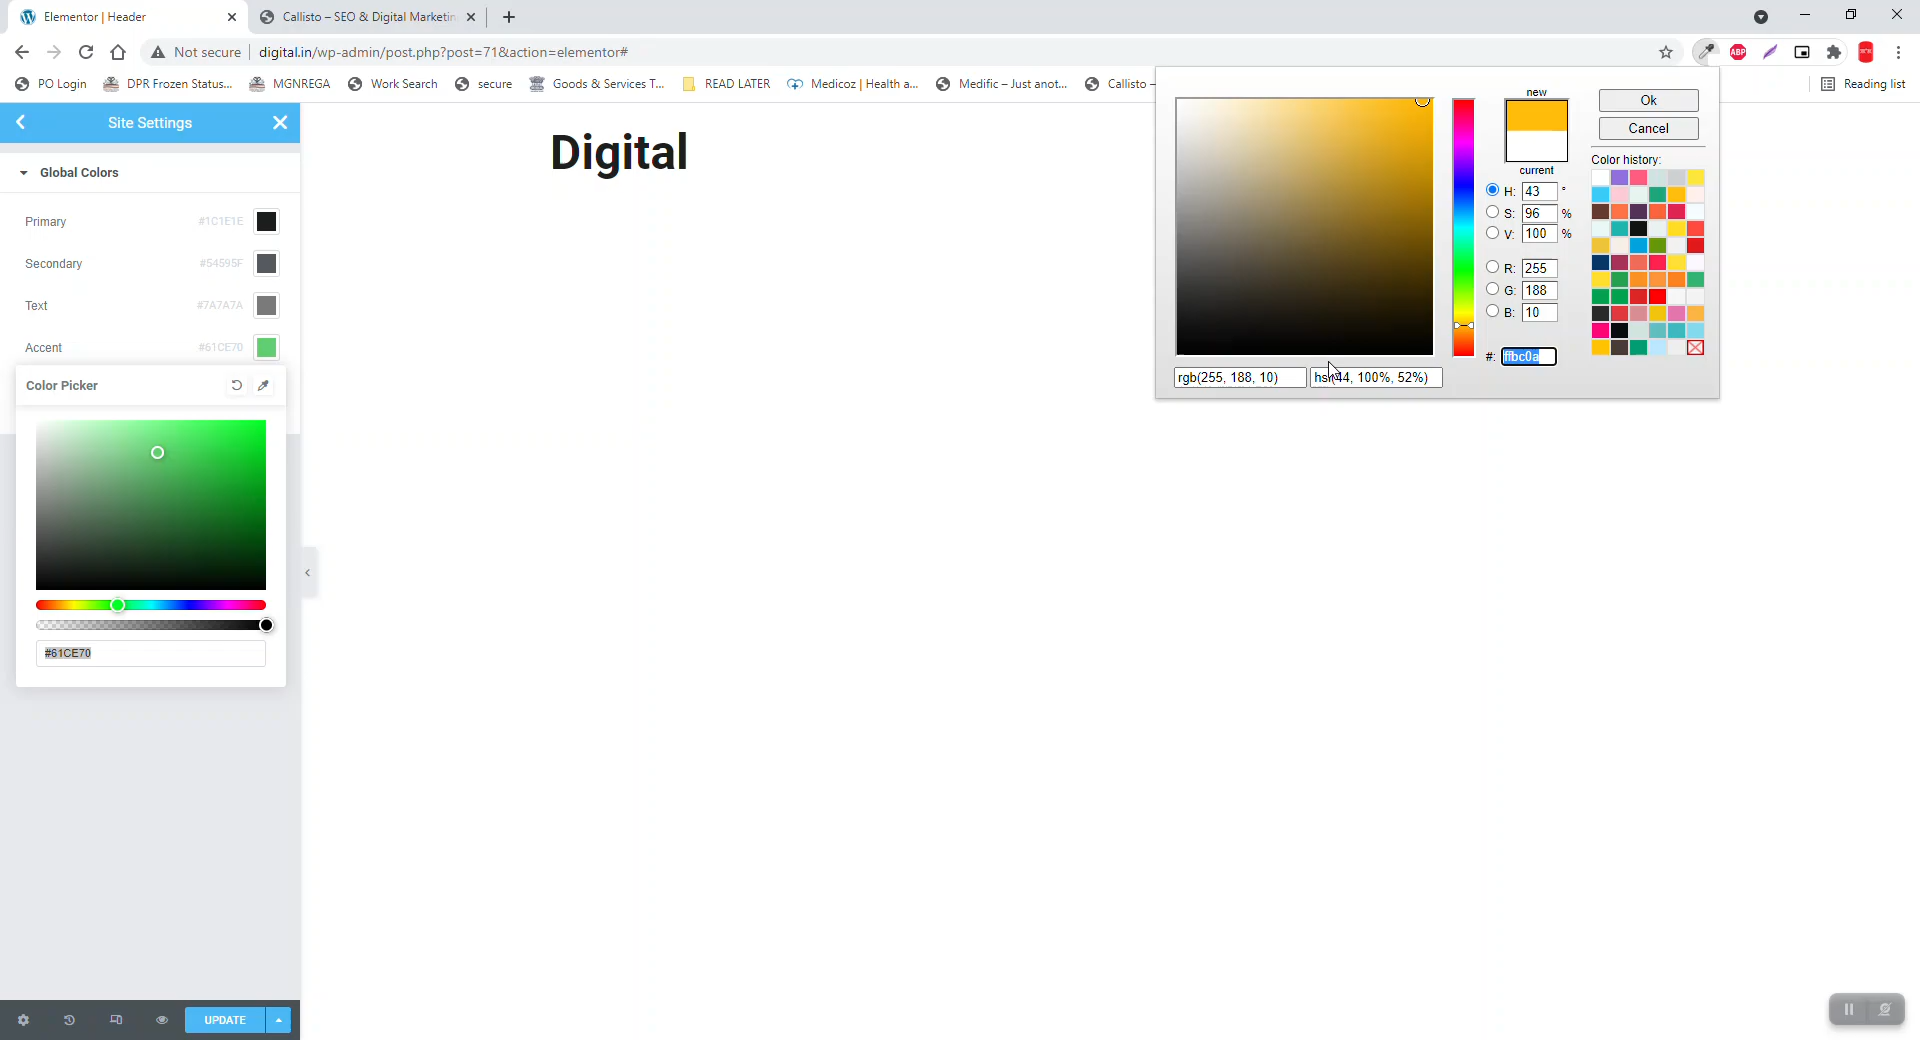 Elementor | Header
Callisto – SEO & Digital Marketin
Not secure
digital.in/wp-admin/post.php?post=71&action=elementor#
ABP
PO Login
DPR Frozen Status...
MGNREGA
Work Search
secure
Goods & Services T...
READ LATER
Medicoz | Health a...
Medific – Just anot...
Callisto –
Reading list
Site Settings
Global Colors
Primary
#1C1E1E
Secondary
#54595F
Text
#7A7A7A
Accent
#61CE70
Color Picker
#61CE70
UPDATE
Digital
new
current
Ok
Cancel
Color history:
H: 43 °
S: 96 %
V: 100 %
R: 255
G: 188
B: 10
#: ffbc0a
rgb(255, 188, 10)
hsl(44, 100%, 52%)